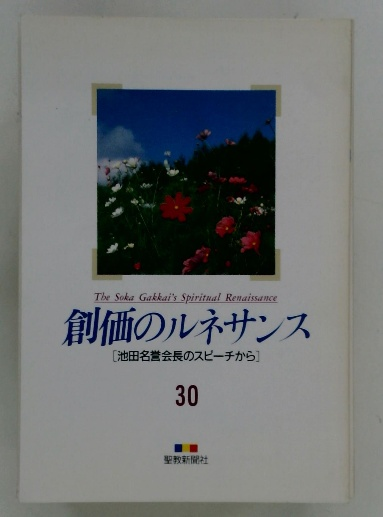 The Soka Gakkai's Spiritual Renaissance
創価のルネサンス
[池田名誉会長のスピーチから]
30
聖教新聞社